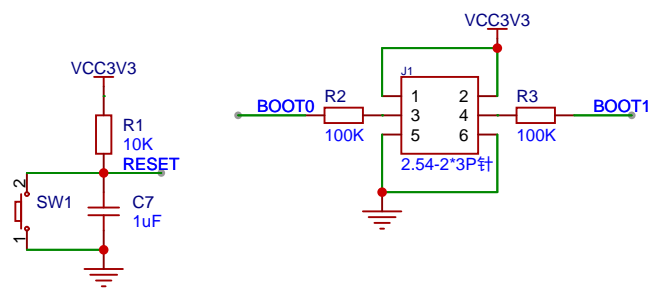 VCC3V3
R1
10K
RESET
2
SW1
1
C7
1uF
VCC3V3
J1
BOOT0
R2
100K
1
2
3
4
5
6
R3
100K
BOOT1
2.54-2*3P针